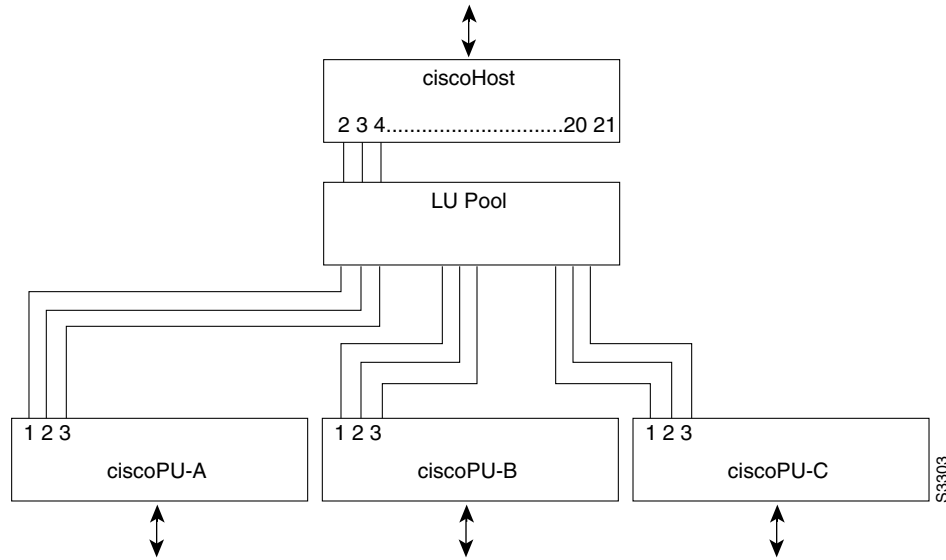 ciscoHost
2 3 4...............................20 21
LU Pool
1 2 3
1 2 3
1 2 3
ciscoPU-A
ciscoPU-B
ciscoPU-C
S3303